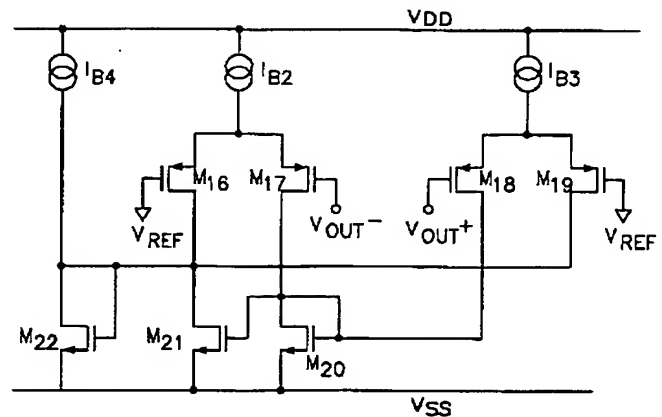 VDD
IB4
IB2
IB3
M16
M17
M18
M19
VREF
VOUT-
VOUT+
VREF
M22
M21
M20
VSS